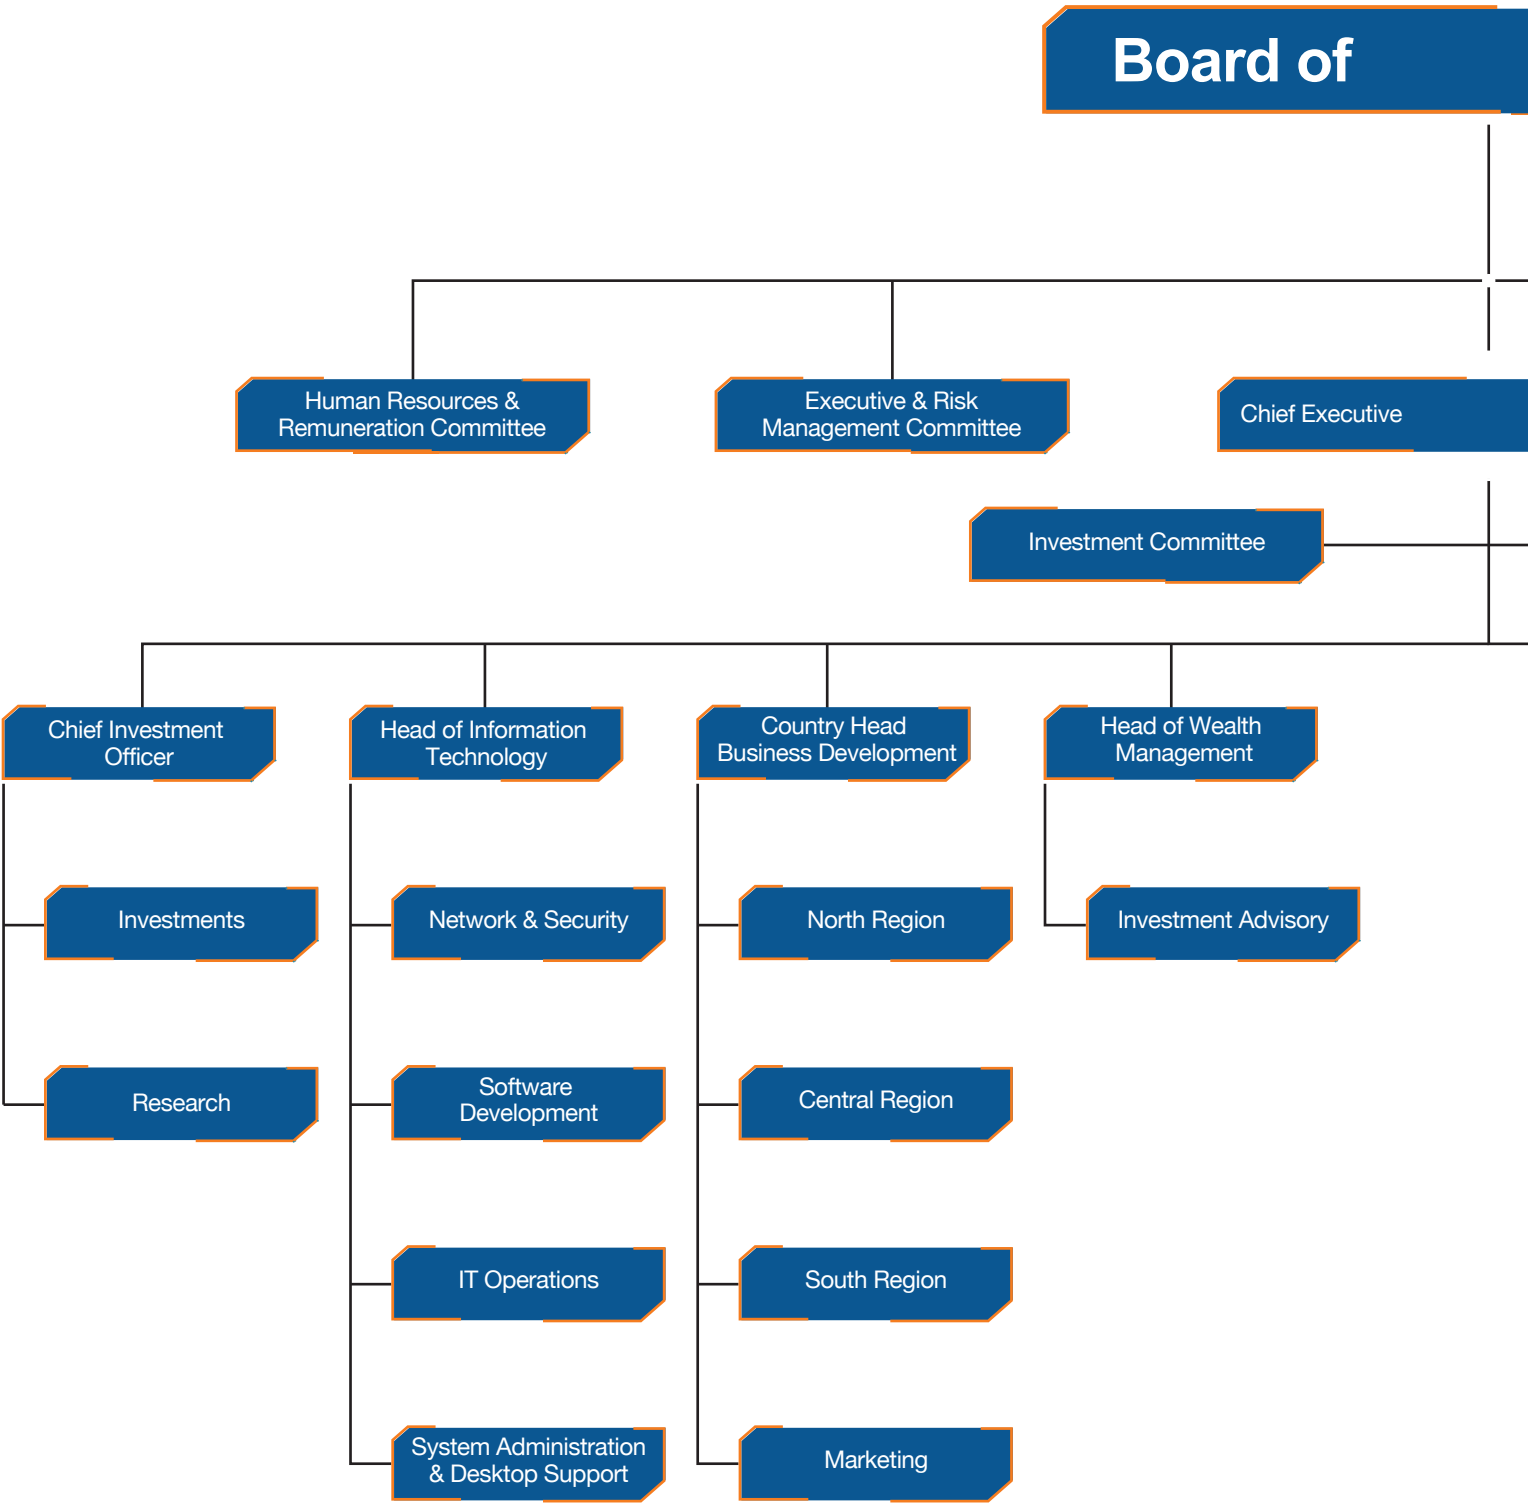 Board of
Human Resources &
Remuneration Committee
Executive & Risk
Management Committee
Chief Executive
Investment Committee
Chief Investment
Officer
Head of Information
Technology
Country Head
Business Development
Head of Wealth
Management
Investments
Network & Security
North Region
Investment Advisory
Research
Software
Development
Central Region
IT Operations
South Region
System Administration
& Desktop Support
Marketing